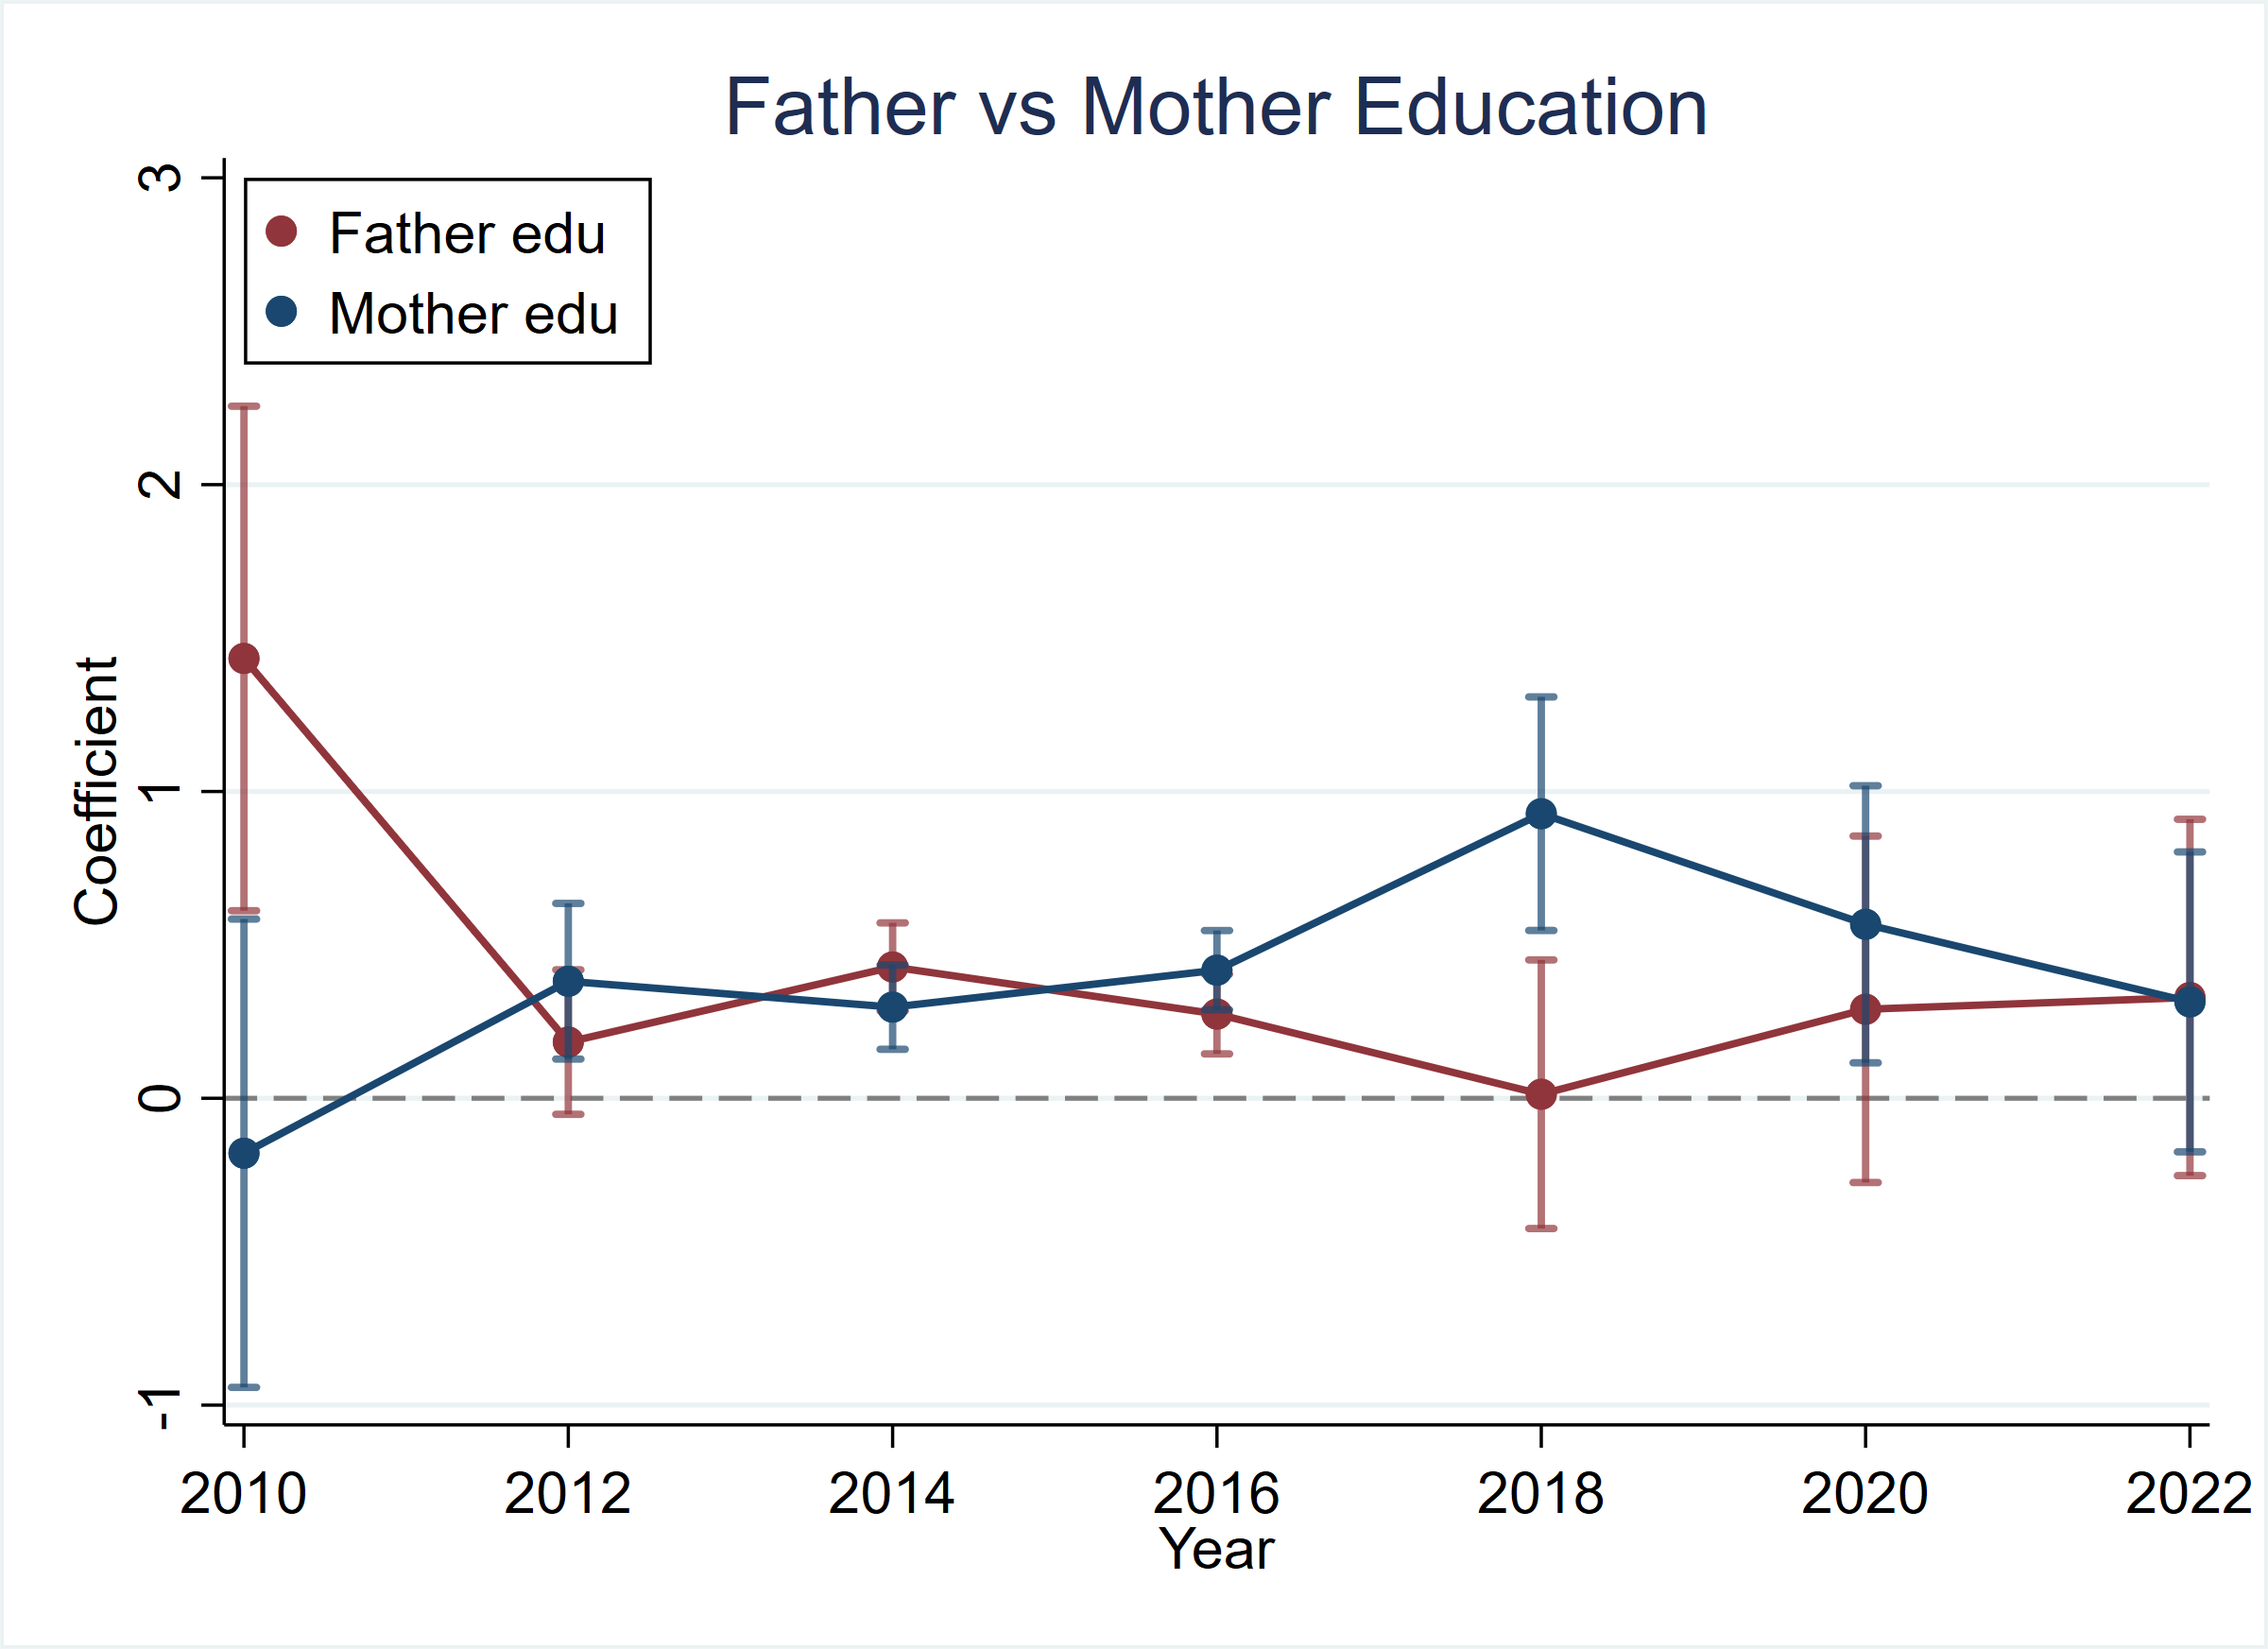 Father vs Mother Education
Father edu
Mother edu
3
2
1
0
-1
Coefficient
2010 2012 2014 2016 2018 2020 2022
Year